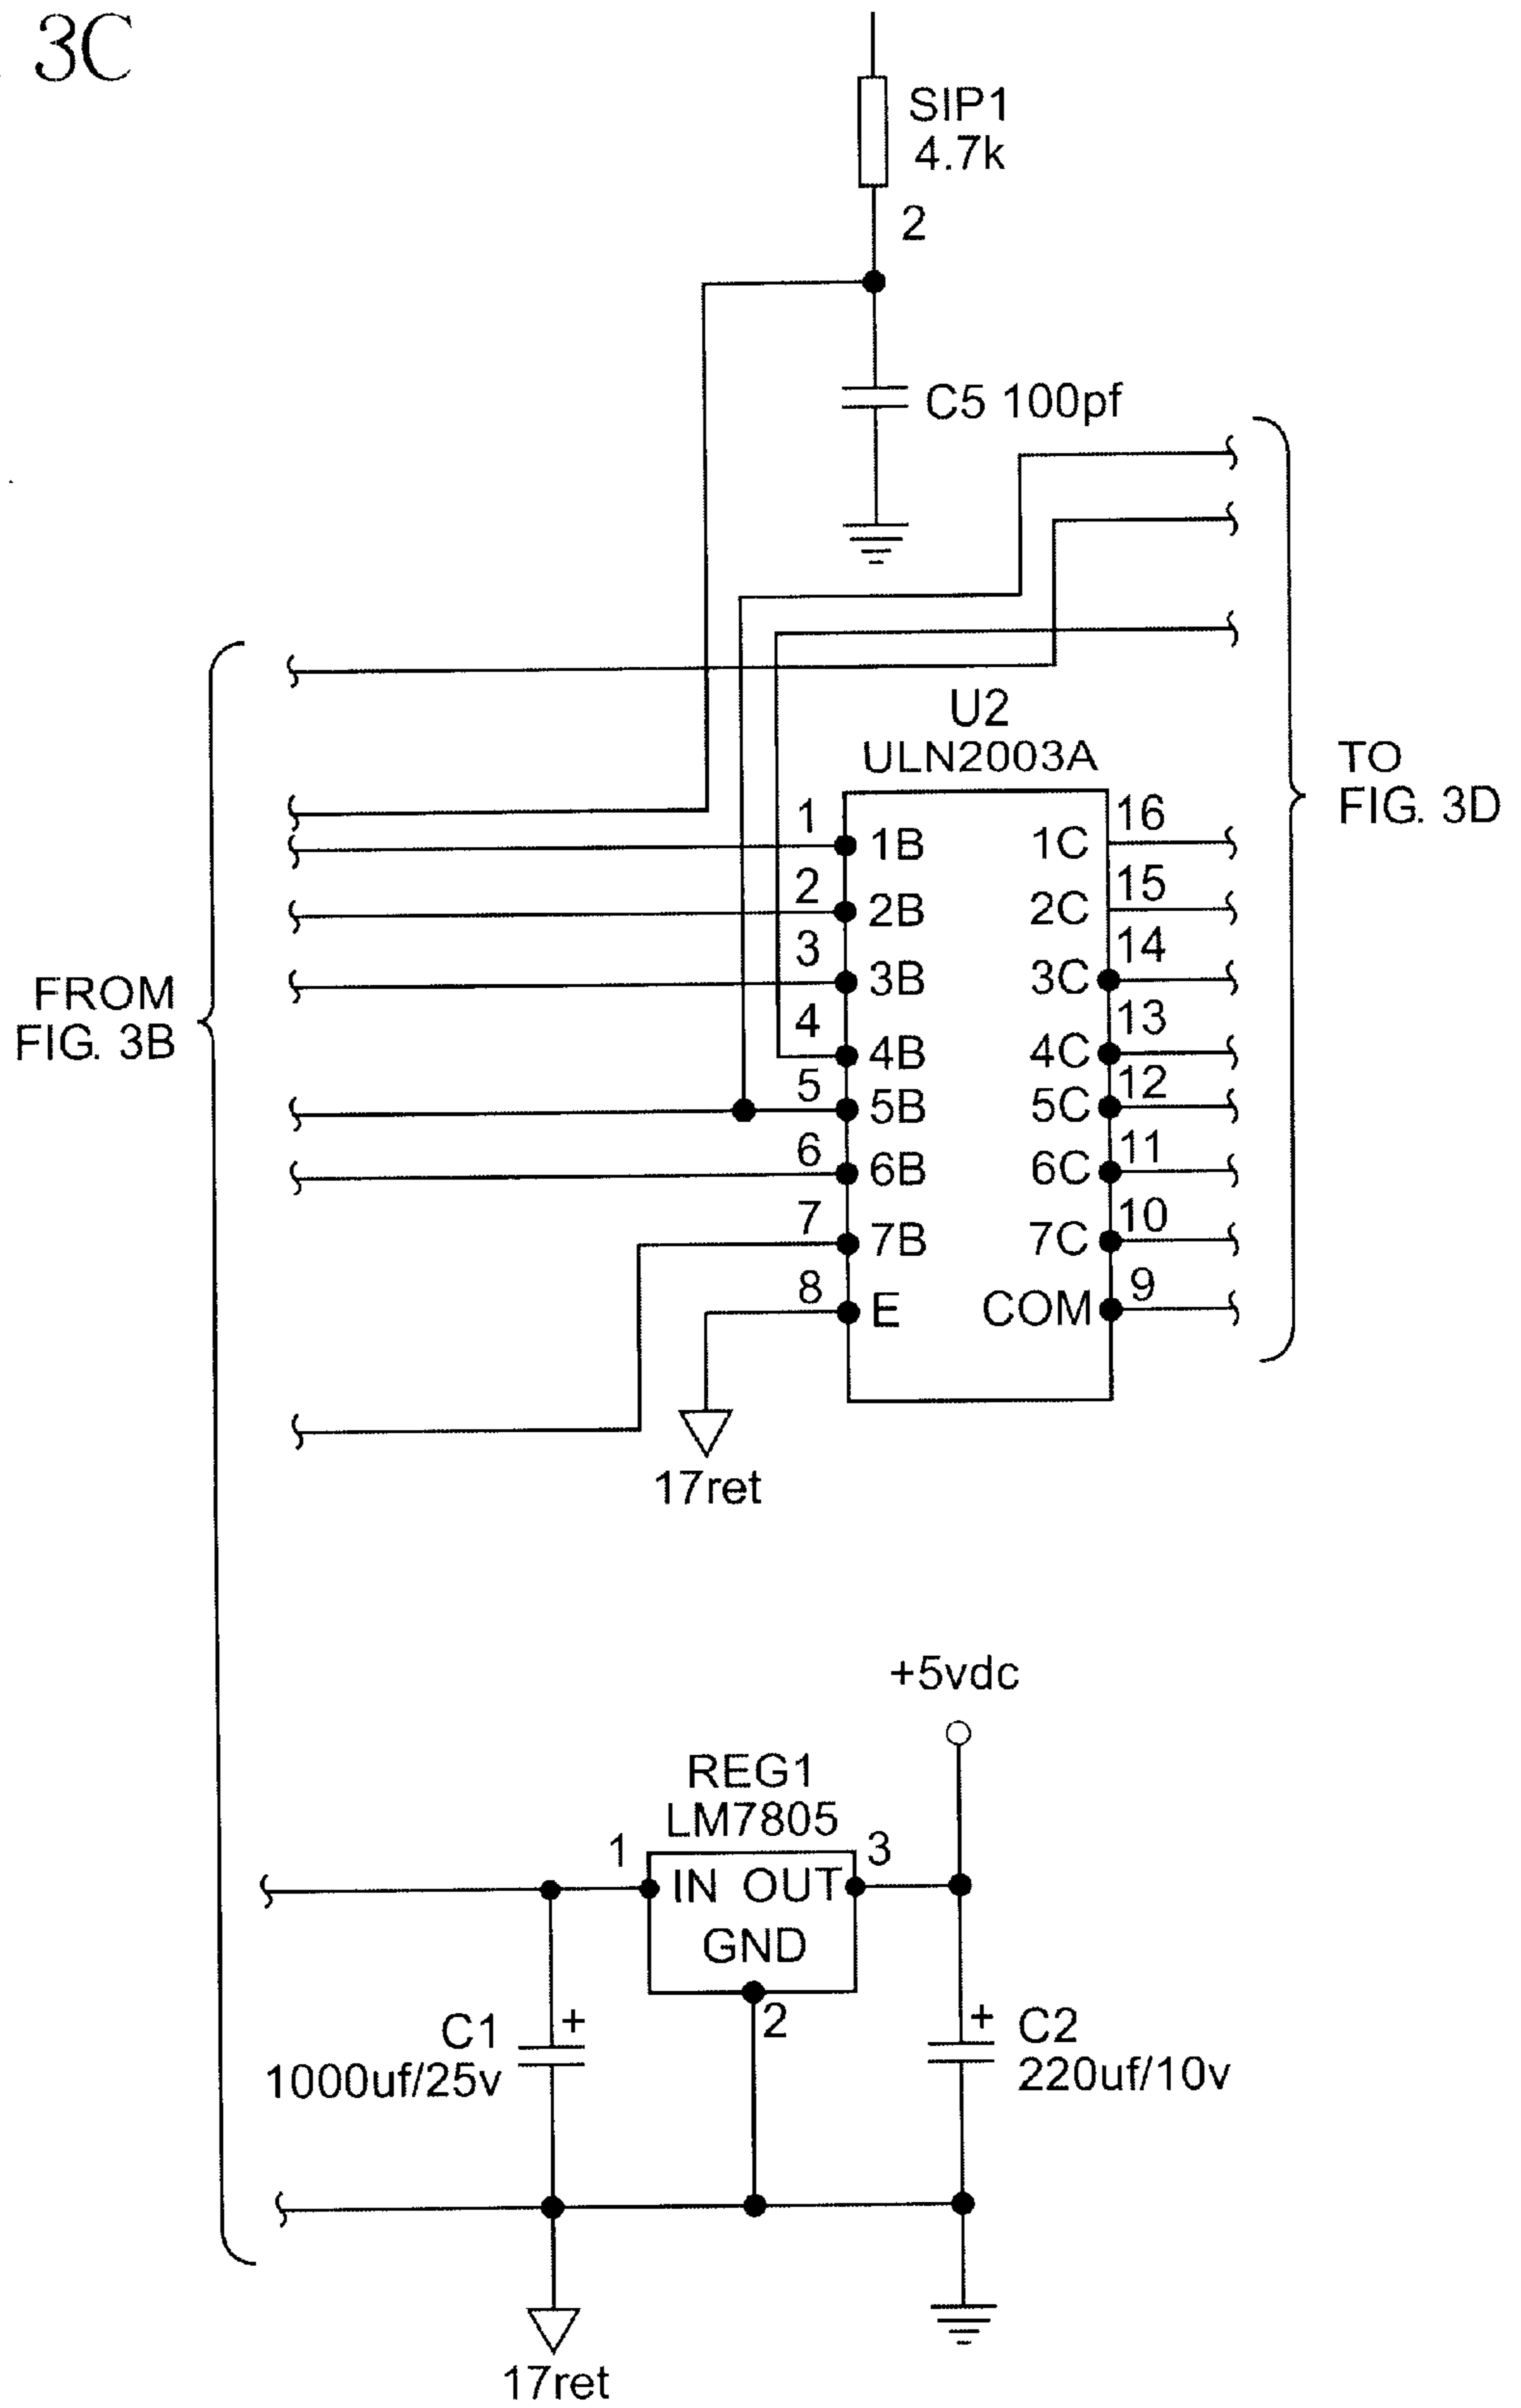 3C
SIP1
4.7k
2
C5 100pf
U2
ULN2003A
TO
FIG. 3D
FROM
FIG. 3B
1 1B 1C 16
2 2B 2C 15
3 3B 3C 14
4 4B 4C 13
5 5B 5C 12
6 6B 6C 11
7 7B 7C 10
8 E COM 9
17ret
+5vdc
REG1
LM7805
1 IN OUT 3
GND
2
C1 +
1000uf/25v
+ C2
220uf/10v
17ret